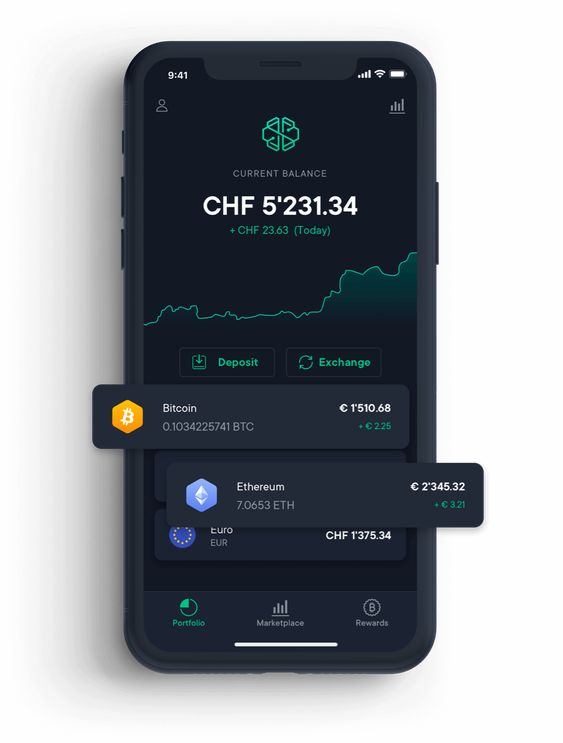 9:41
CURRENT BALANCE
CHF 5'231.34
+ CHF 23.63 (Today)
Deposit
Exchange
Bitcoin
€ 1'510.68
0.1034225741 BTC
+ € 2.25
Ethereum
€ 2'345.32
7.0653 ETH
+ € 3.21
Euro
CHF 1'375.34
EUR
Portfolio
Marketplace
Rewards